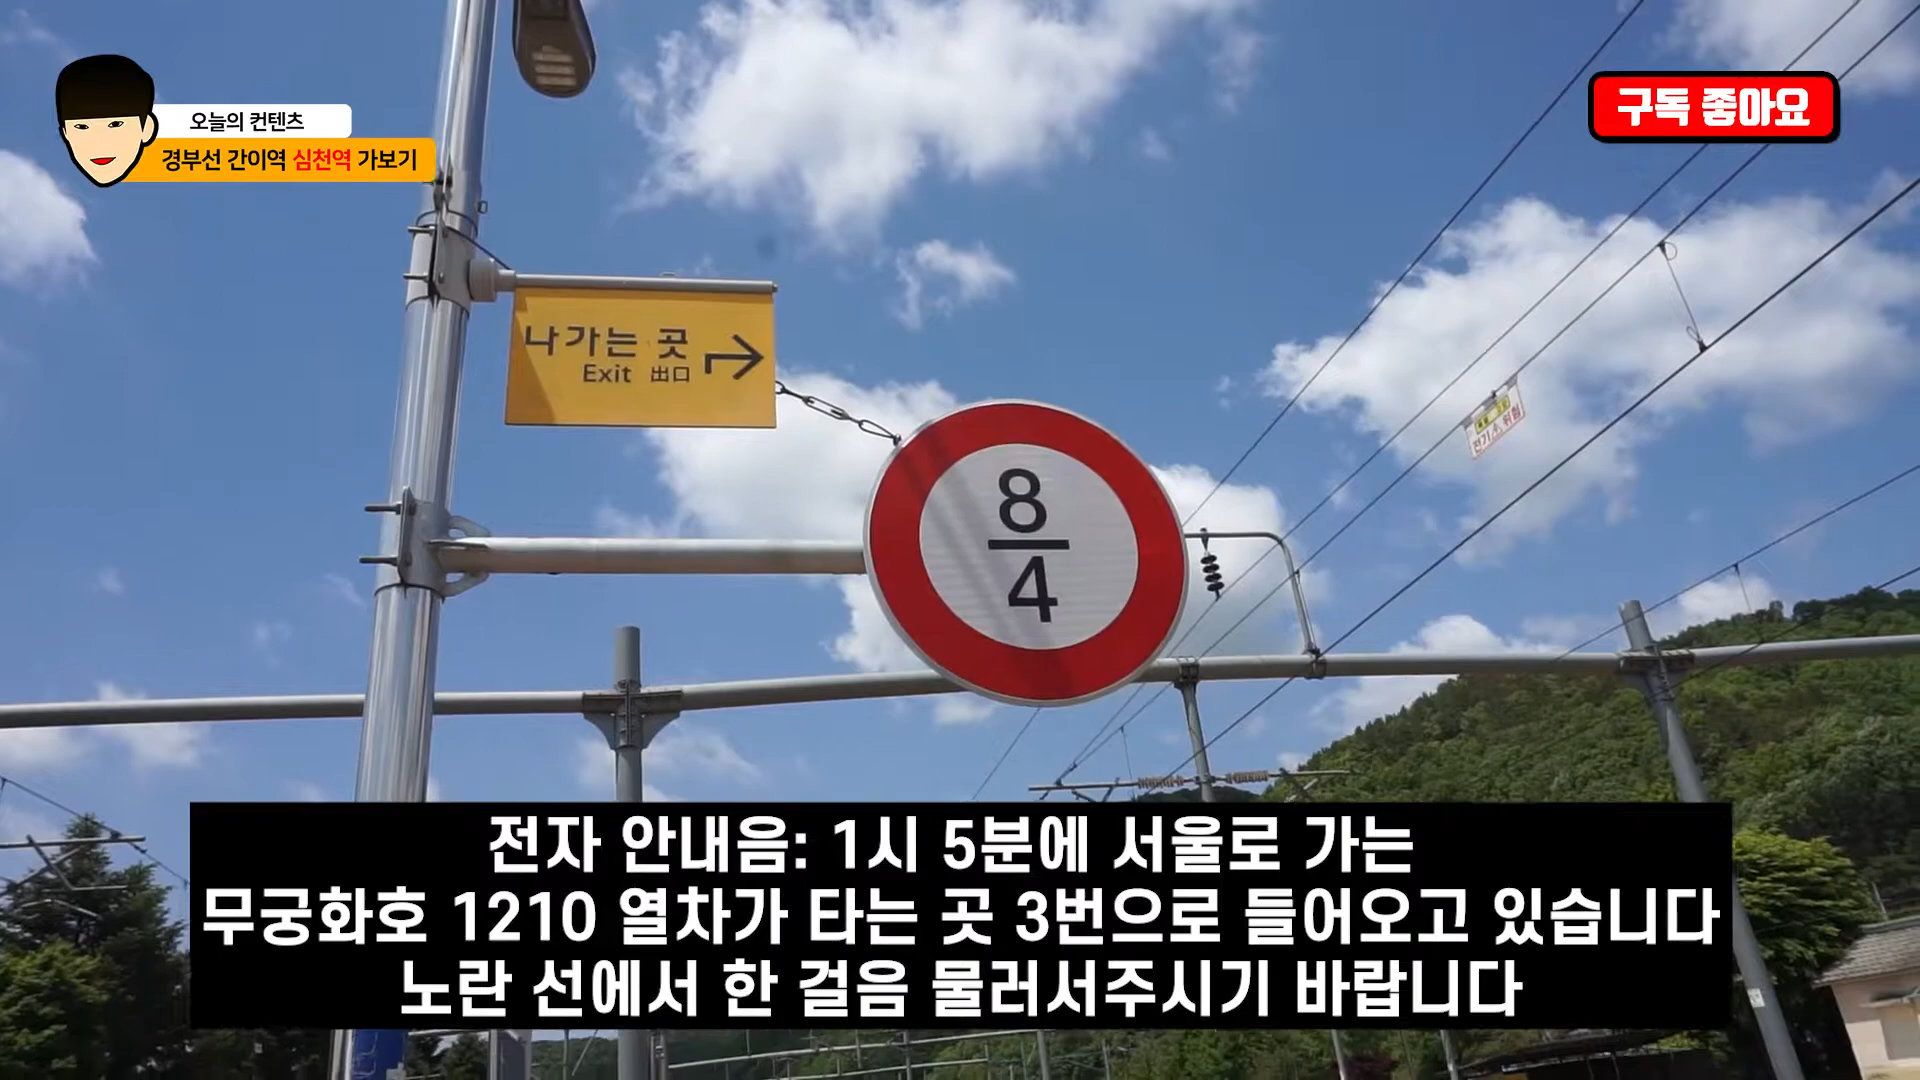 오늘의 컨텐츠
경부선 간이역 심천역 가보기
구독 좋아요
나가는 곳
Exit 出口
8
4
전기 위험
전자 안내음: 1시 5분에 서울로 가는
무궁화호 1210 열차가 타는 곳 3번으로 들어오고 있습니다
노란 선에서 한 걸음 물러서주시기 바랍니다